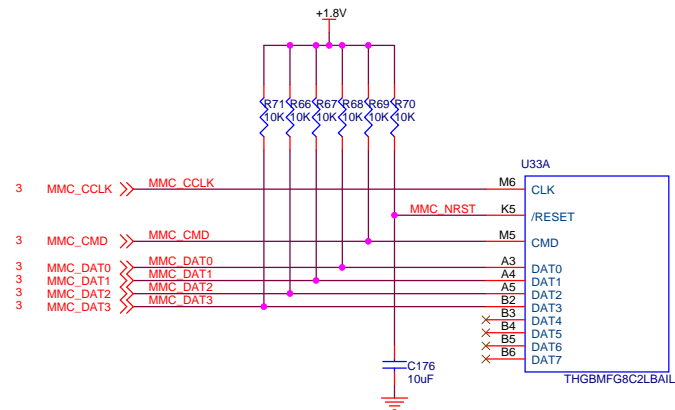 +1.8V
R71 R66 R67 R68 R69 R70
10K 10K 10K 10K 10K 10K
U33A
3 MMC_CCLK MMC_CCLK M6 CLK
MMC_NRST K5 /RESET
3 MMC_CMD MMC_CMD M5 CMD
3 MMC_DAT0 MMC_DAT0 A3 DAT0
3 MMC_DAT1 MMC_DAT1 A4 DAT1
3 MMC_DAT2 MMC_DAT2 A5 DAT2
3 MMC_DAT3 MMC_DAT3 B2 DAT3
B3 DAT4
B4 DAT5
B5 DAT6
B6 DAT7
C176
10uF
THGBMFG8C2LBAIL